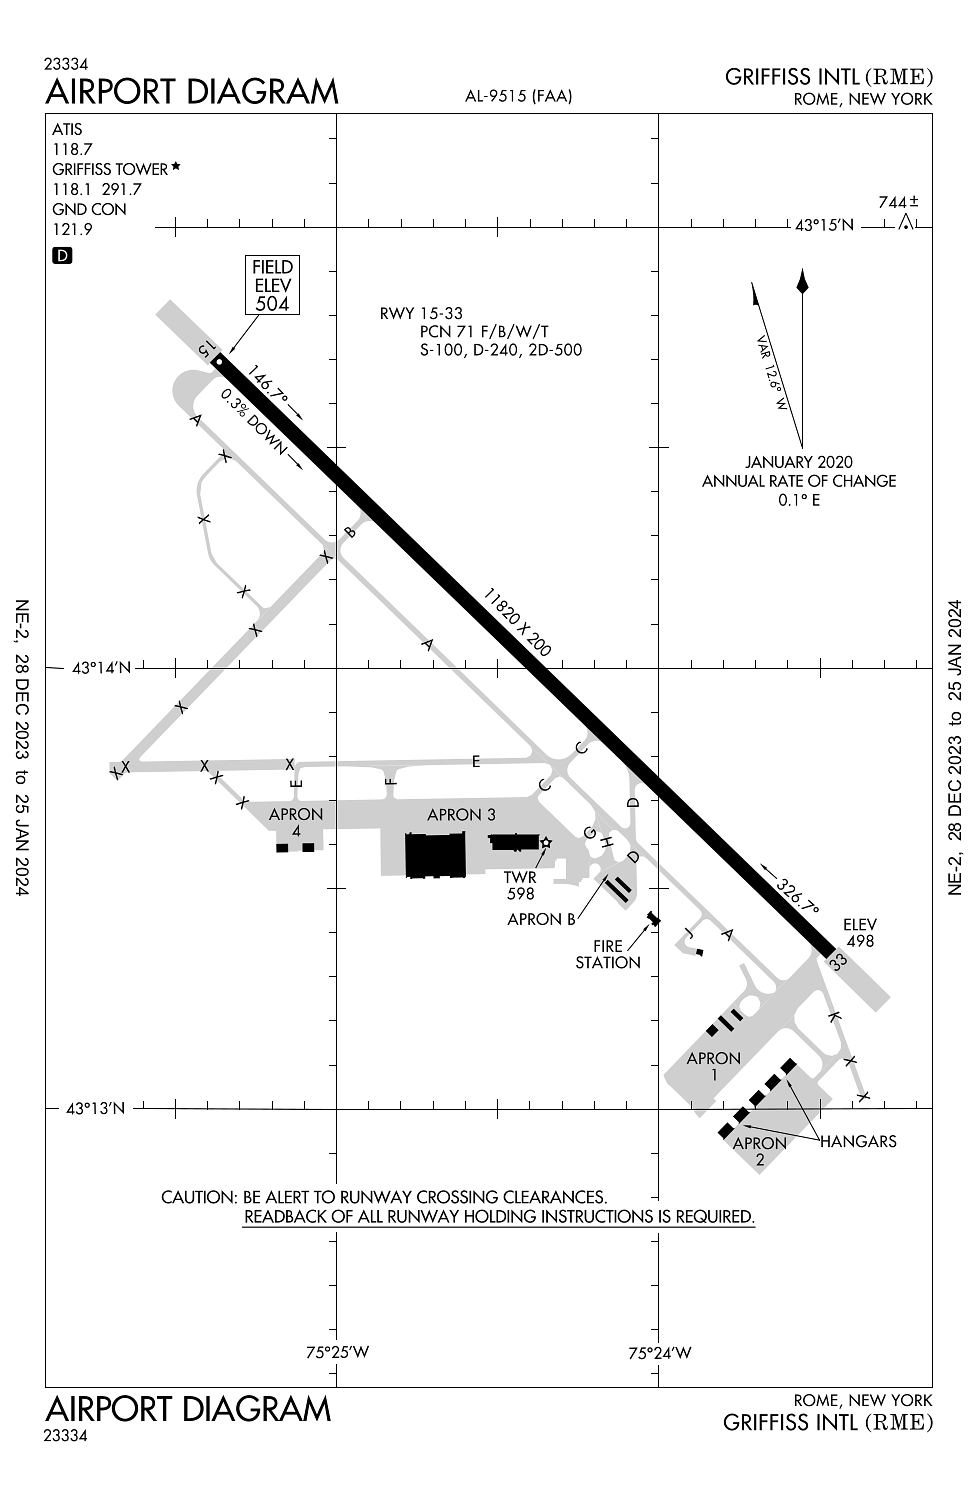 23334
AIRPORT DIAGRAM
AL-9515 (FAA)
GRIFFISS INTL (RME)
ROME, NEW YORK
ATIS
118.7
GRIFFISS TOWER★
118.1 291.7
GND CON
121.9
D
744±
43°15'N
FIELD
ELEV
504
RWY 15-33
PCN 71 F/B/W/T
S-100, D-240, 2D-500
VAR 12.6° W
JANUARY 2020
ANNUAL RATE OF CHANGE
0.1° E
15
146.7°
0.3% DOWN
A
X
X
B
X
X
X
11820 X 200
A
43°14'N
X
C
E
X
X
X
X
X
E
F
C
X
D
APRON
4
APRON 3
G
H
D
TWR
598
APRON B
326.7°
ELEV
498
FIRE
STATION
J
A
33
K
APRON
1
X
X
43°13'N
APRON
2
HANGARS
CAUTION: BE ALERT TO RUNWAY CROSSING CLEARANCES.
READBACK OF ALL RUNWAY HOLDING INSTRUCTIONS IS REQUIRED.
75°25'W
75°24'W
NE-2, 28 DEC 2023 to 25 JAN 2024
NE-2, 28 DEC 2023 to 25 JAN 2024
AIRPORT DIAGRAM
23334
ROME, NEW YORK
GRIFFISS INTL (RME)